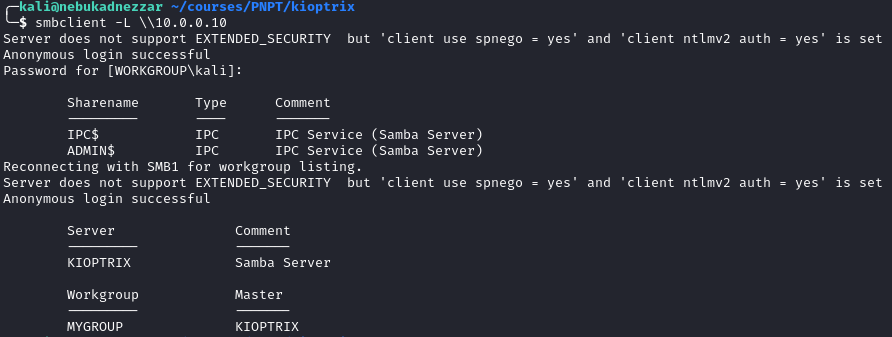 ┌─kali@nebukadnezzar ~/courses/PNPT/kioptrix
└─$ smbclient -L \\10.0.0.10
Server does not support EXTENDED_SECURITY  but 'client use spnego = yes' and 'client ntlmv2 auth = yes' is set
Anonymous login successful
Password for [WORKGROUP\kali]:
Sharename Type Comment
--------- ---- -------
IPC$ IPC IPC Service (Samba Server)
ADMIN$ IPC IPC Service (Samba Server)
Reconnecting with SMB1 for workgroup listing.
Server does not support EXTENDED_SECURITY  but 'client use spnego = yes' and 'client ntlmv2 auth = yes' is set
Anonymous login successful
Server Comment
--------- -------
KIOPTRIX Samba Server
Workgroup Master
--------- -------
MYGROUP KIOPTRIX